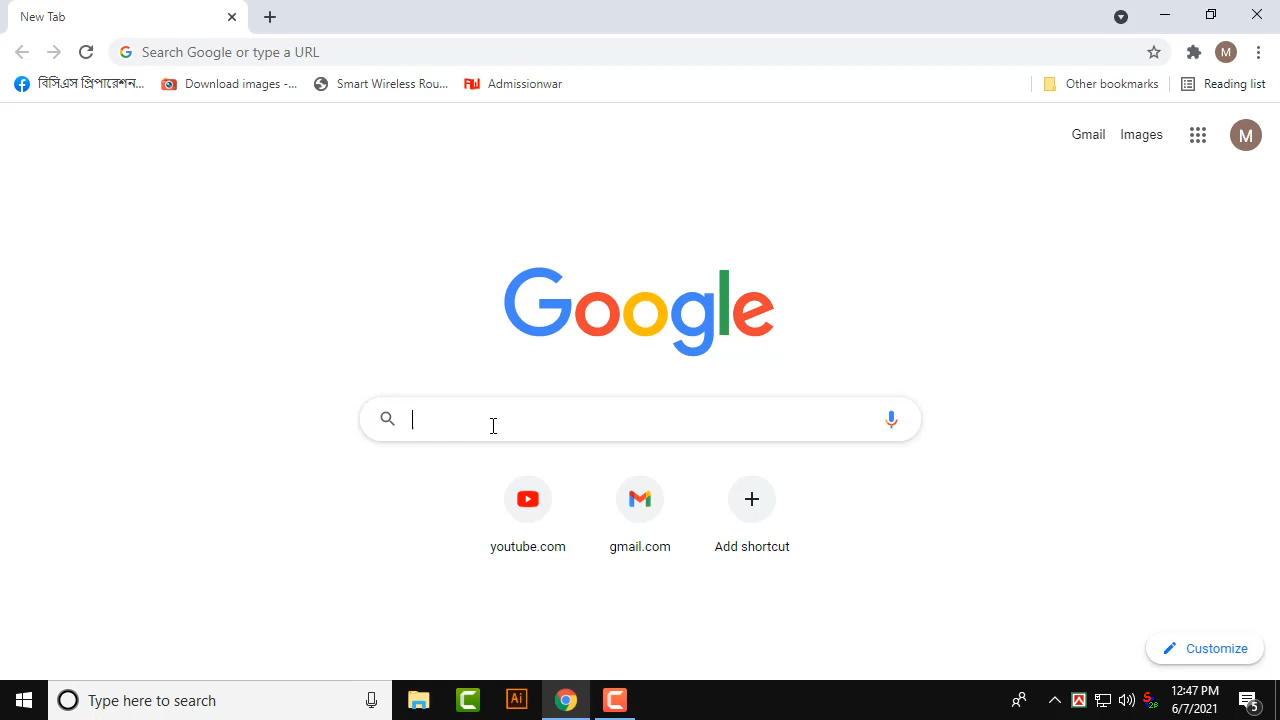 New Tab
Search Google or type a URL
বিসিএস প্রিপারেশন...
Download images -...
Smart Wireless Rou...
Admissionwar
Other bookmarks
Reading list
Gmail
Images
M
M
Google
youtube.com
gmail.com
Add shortcut
Customize
Type here to search
Ai
12:47 PM
6/7/2021
5